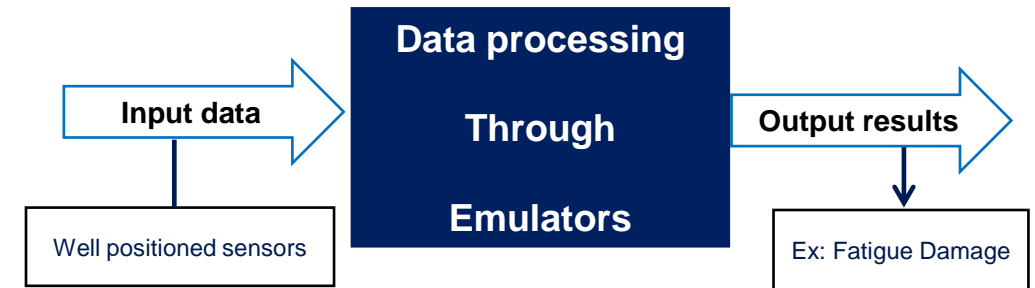 Data processing
Through
Emulators
Input data
Output results
Well positioned sensors
Ex: Fatigue Damage